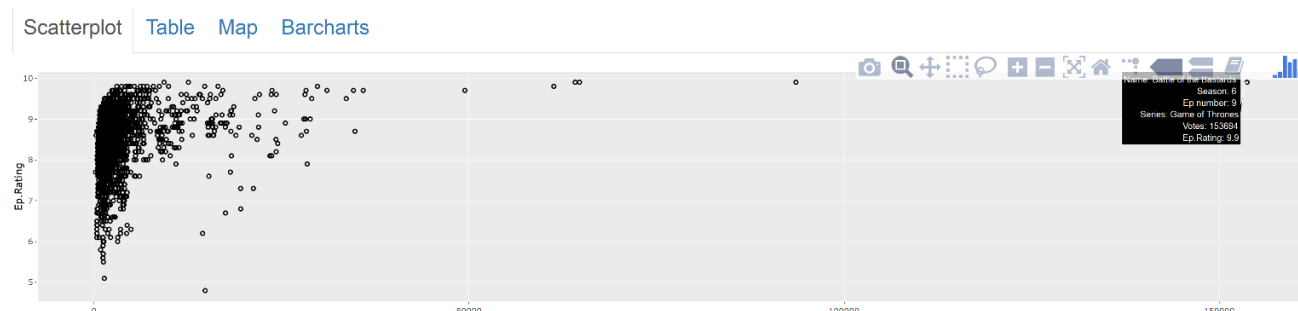 Scatterplot Table Map Barcharts
Name: Battle of the Bastards
Season: 6
Ep number: 9
Series: Game of Thrones
Votes: 153694
Ep.Rating: 9.9
10
9
8
7
6
5
Ep.Rating
0 50000 100000 150000